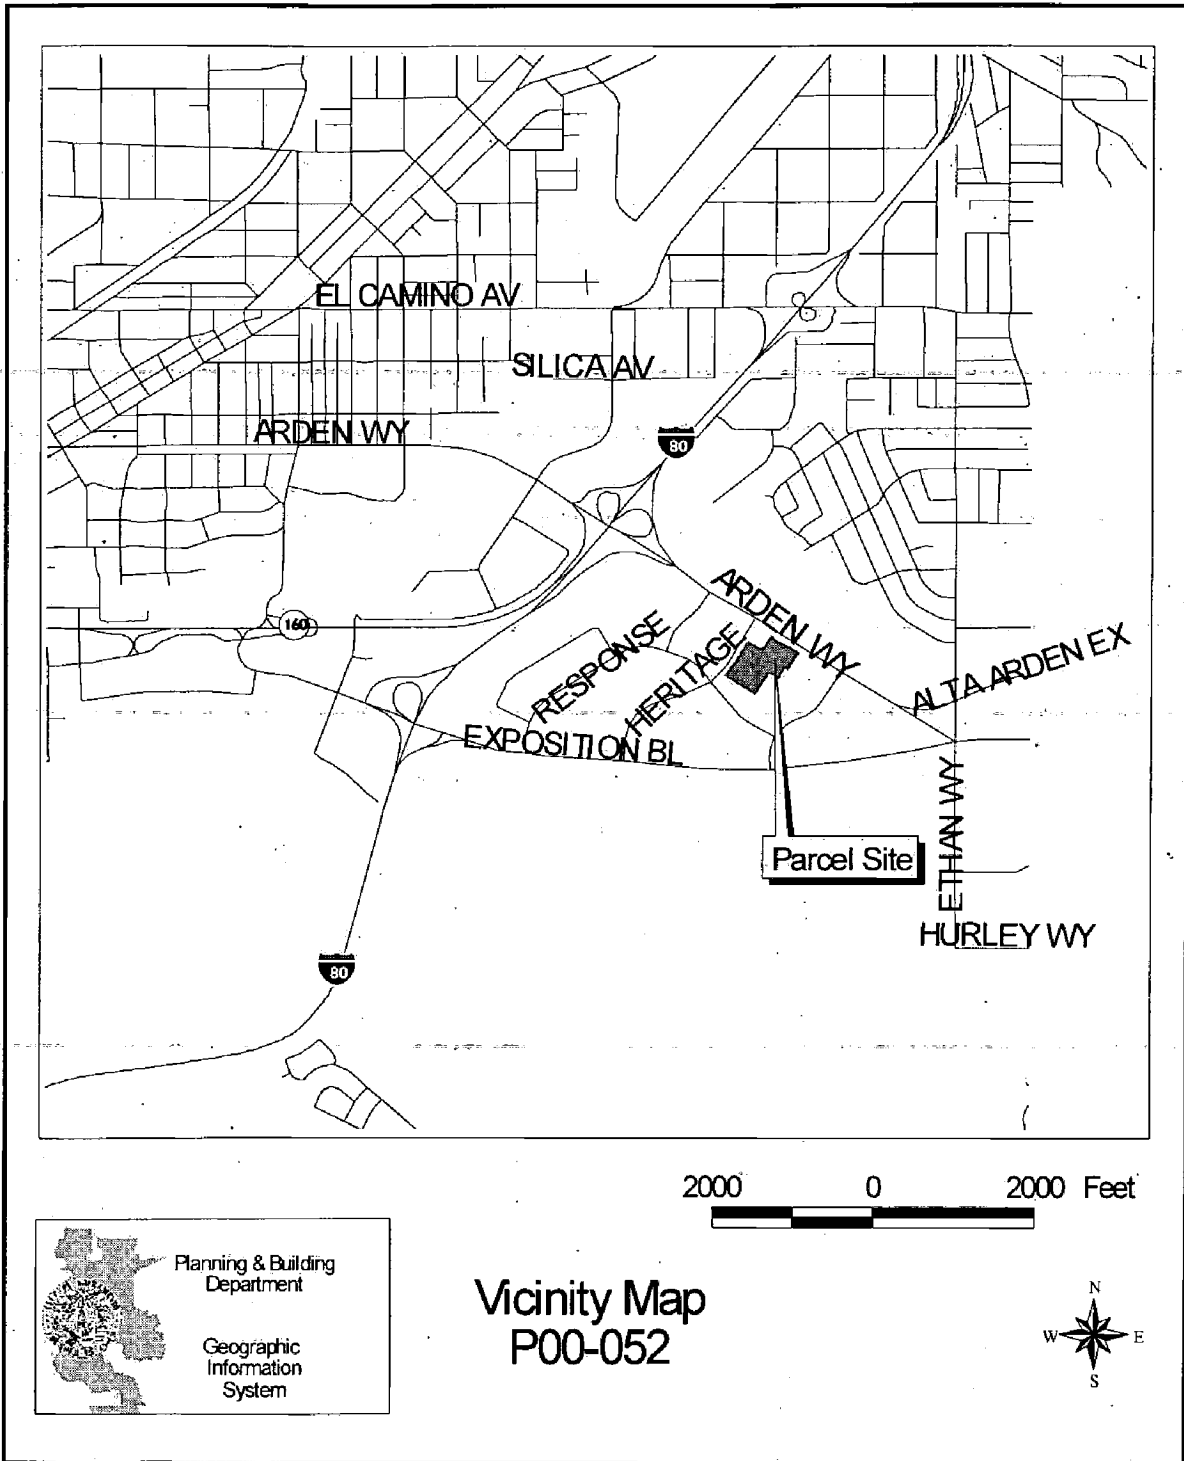 EL CAMINO AV
SILICA AV
ARDEN WY
80
ARDEN WY
160
RESPONSE
HERITAGE
ALTA ARDEN EX
EXPOSITION BL
ETHAN WY
Parcel Site
HURLEY WY
80
2000 0 2000 Feet
Planning & Building
Department
Geographic
Information
System
Vicinity Map
P00-052
N
W E
S